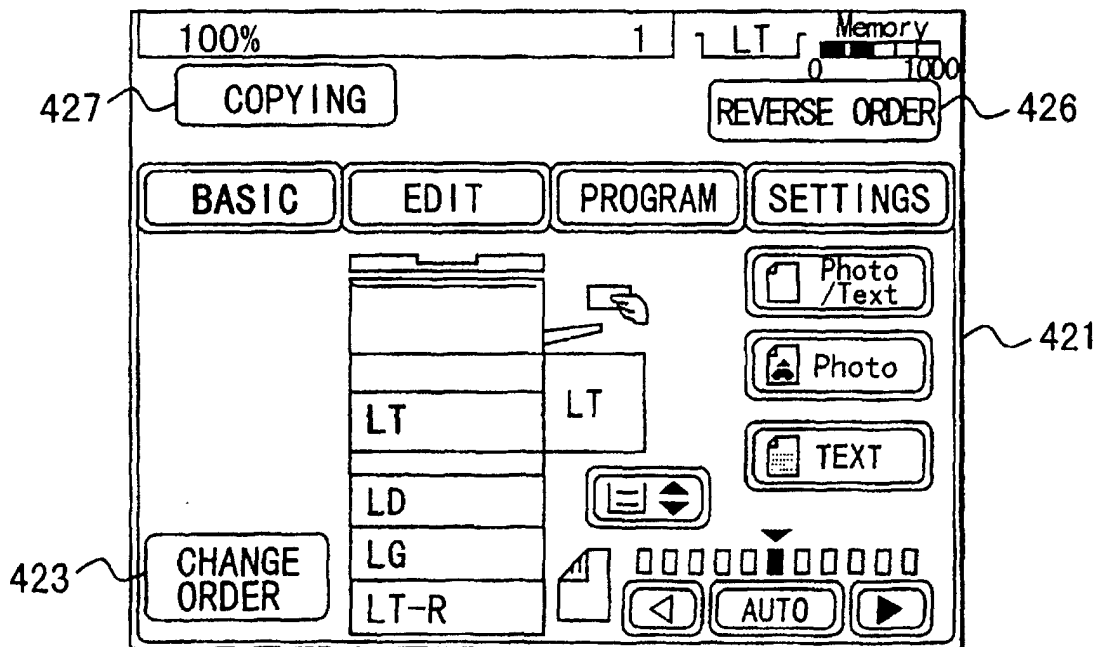 100% 1 LT Memory
0 1000
427 COPYING REVERSE ORDER 426
BASIC EDIT PROGRAM SETTINGS
Photo
/Text
421
Photo
LT LT
TEXT
LD
423 CHANGE
ORDER
LG
LT-R AUTO